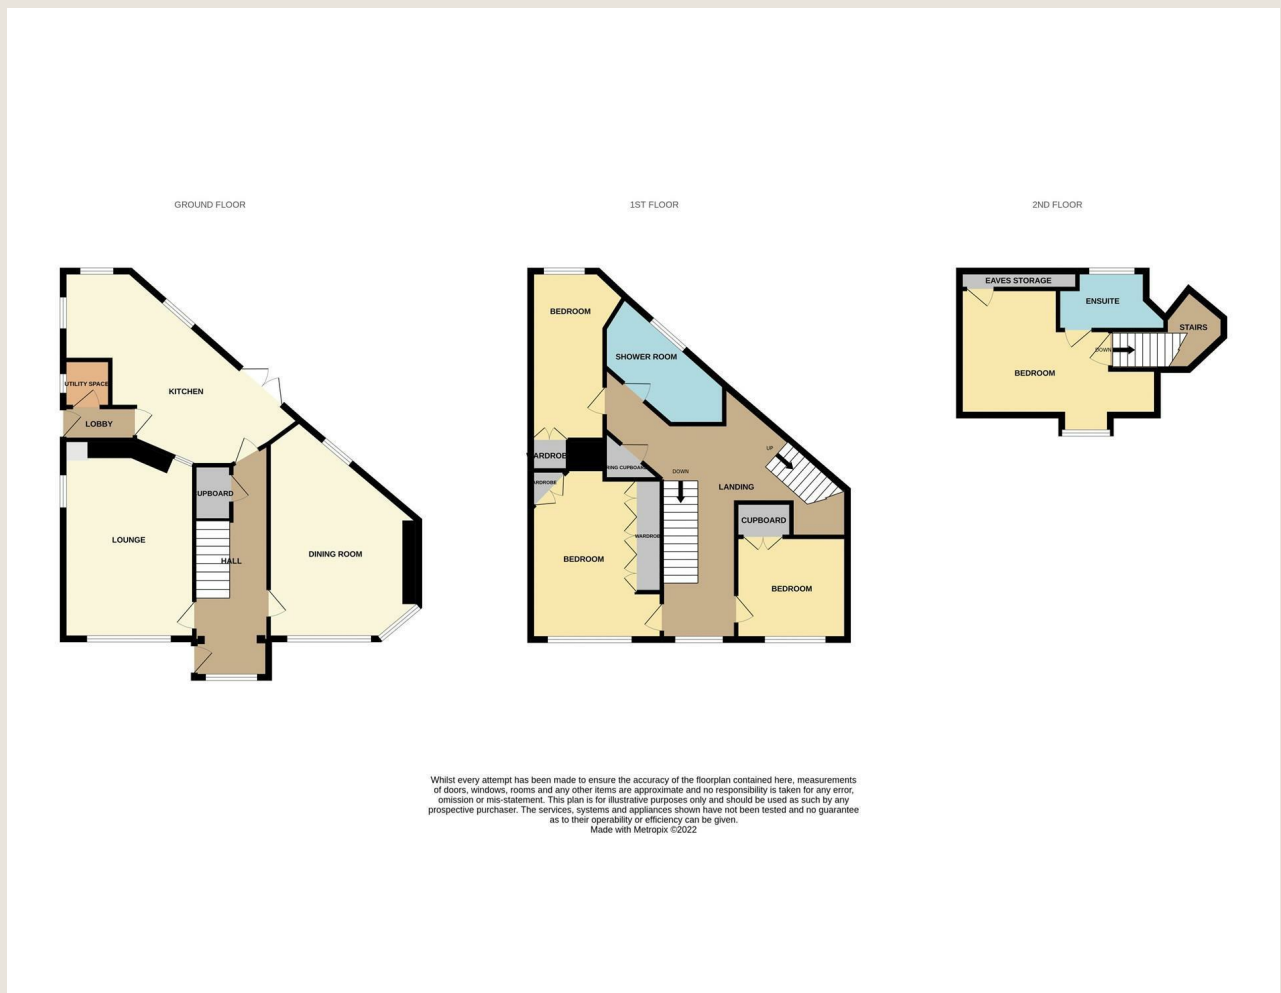 GROUND FLOOR
1ST FLOOR
2ND FLOOR
UTILITY SPACE
KITCHEN
LOBBY
UPBOARD
LOUNGE
HALL
DINING ROOM
BEDROOM
SHOWER ROOM
ARDROBE
RING CUPBOARD
ARDROBE
DOWN
UP
LANDING
WARDROBE
CUPBOARD
BEDROOM
BEDROOM
EAVES STORAGE
ENSUITE
STAIRS
DOWN
BEDROOM
Whilst every attempt has been made to ensure the accuracy of the floorplan contained here, measurements
of doors, windows, rooms and any other items are approximate and no responsibility is taken for any error,
omission or mis-statement. This plan is for illustrative purposes only and should be used as such by any
prospective purchaser. The services, systems and appliances shown have not been tested and no guarantee
as to their operability or efficiency can be given.
Made with Metropix ©2022